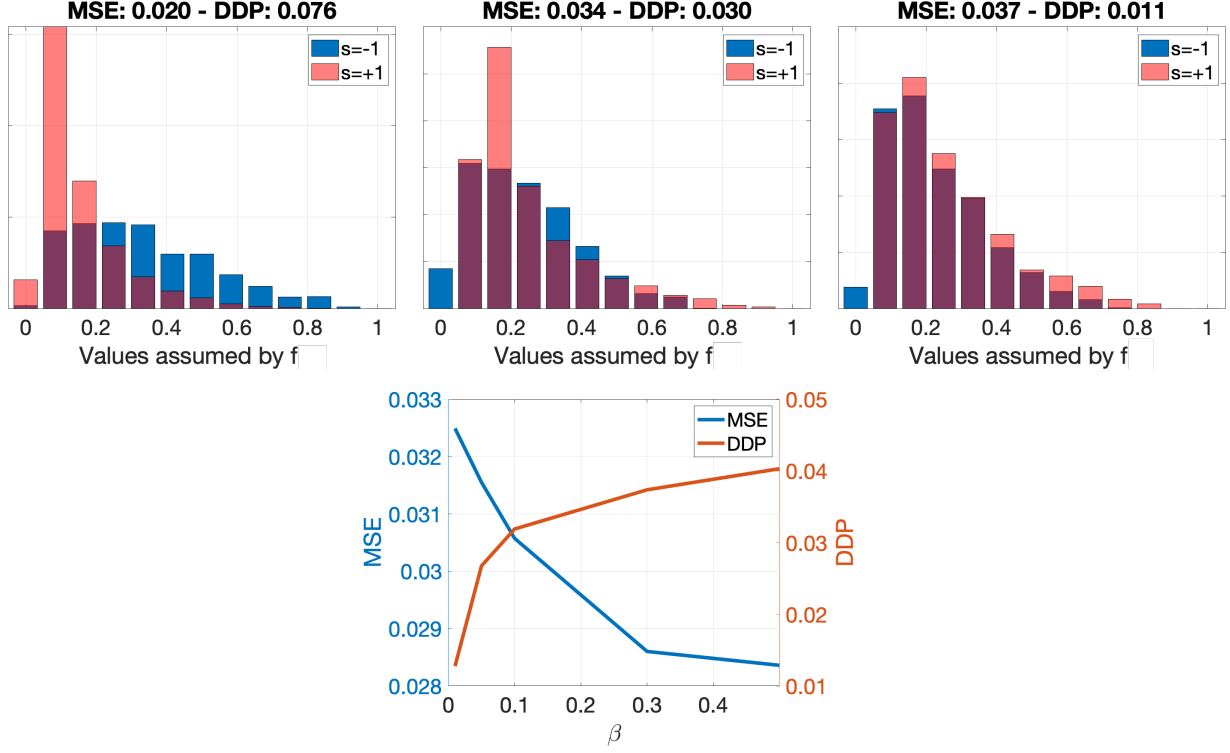 MSE: 0.020 - DDP: 0.076
s=-1
s=+1
0 0.2 0.4 0.6 0.8 1
Values assumed by f
MSE: 0.034 - DDP: 0.030
s=-1
s=+1
0 0.2 0.4 0.6 0.8 1
Values assumed by f
MSE: 0.037 - DDP: 0.011
s=-1
s=+1
0 0.2 0.4 0.6 0.8 1
Values assumed by f
0.033
0.032
0.031
0.03
0.029
0.028
MSE
MSE
DDP
0.05
0.04
0.03
0.02
0.01
DDP
0 0.1 0.2 0.3 0.4
β